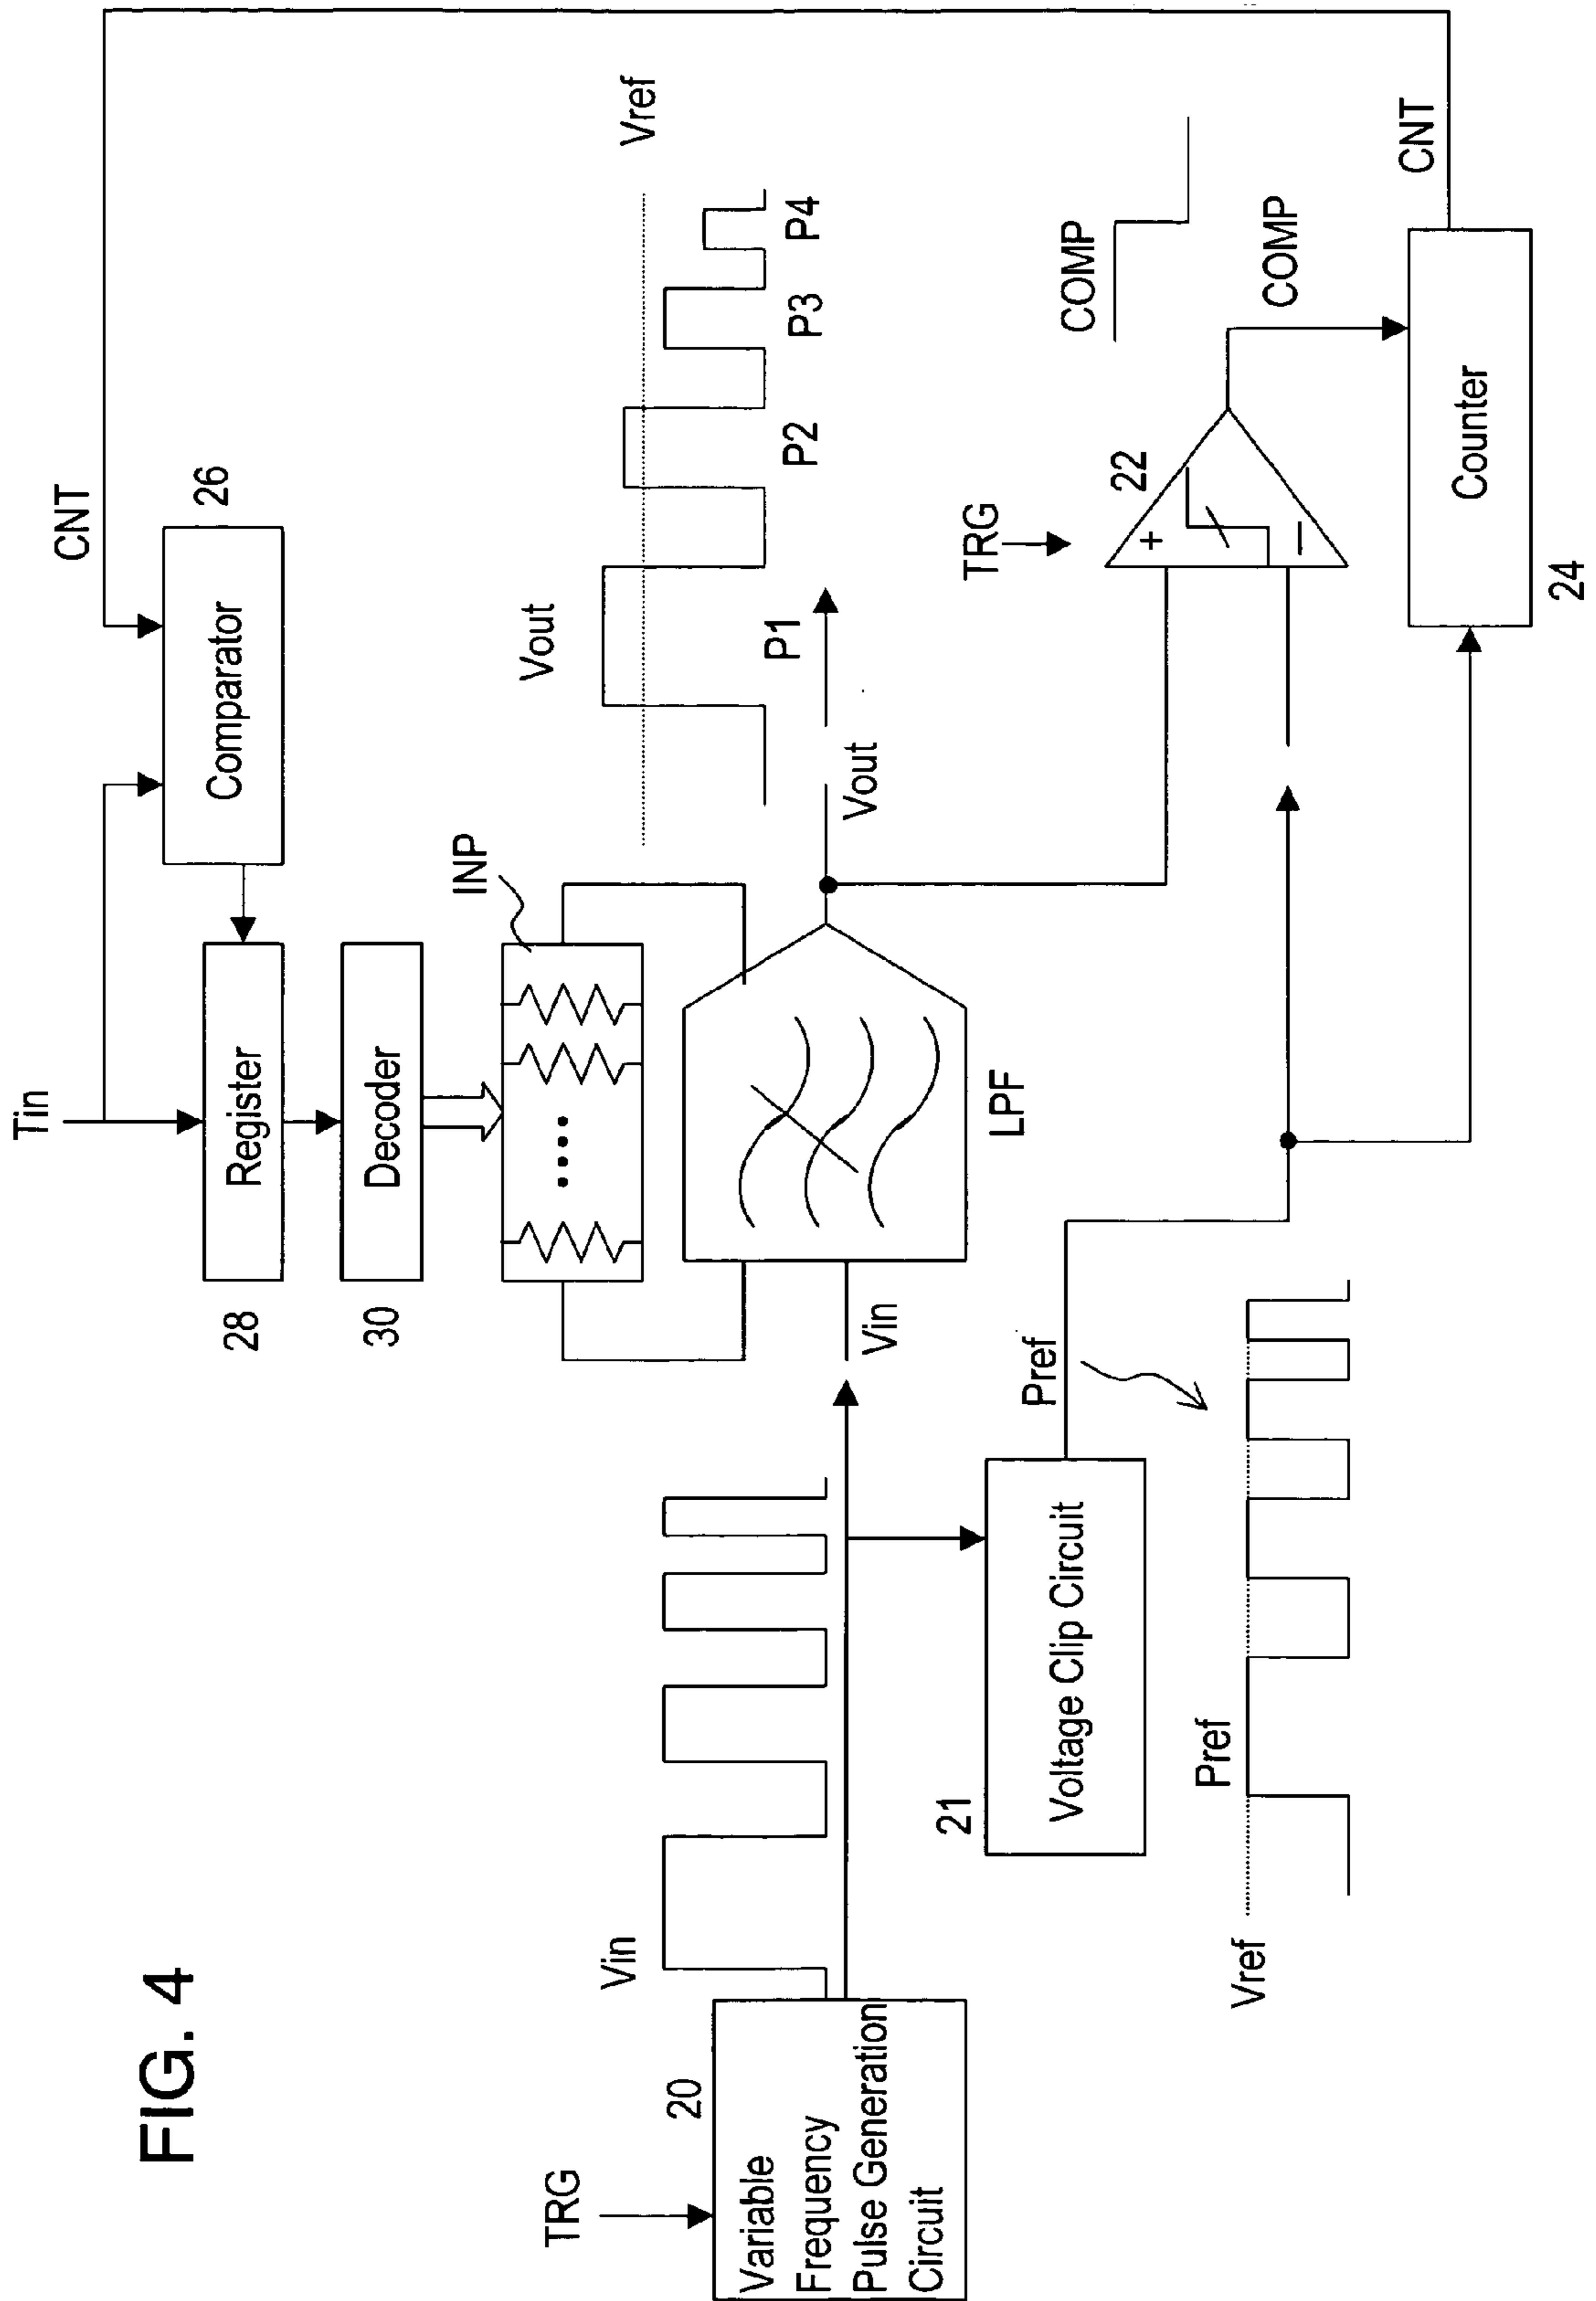 FIG. 4
Tin
CNT
Comparator
26
Register
28
Decoder
30
INP
Vout
Vref
P1
P2
P3
P4
Vin
TRG
20
Variable
Frequency
Pulse Generation
Circuit
Vin
LPF
Vout
TRG
22
+
−
COMP
COMP
21
Voltage Clip Circuit
Pref
Vref
Pref
Counter
24
CNT